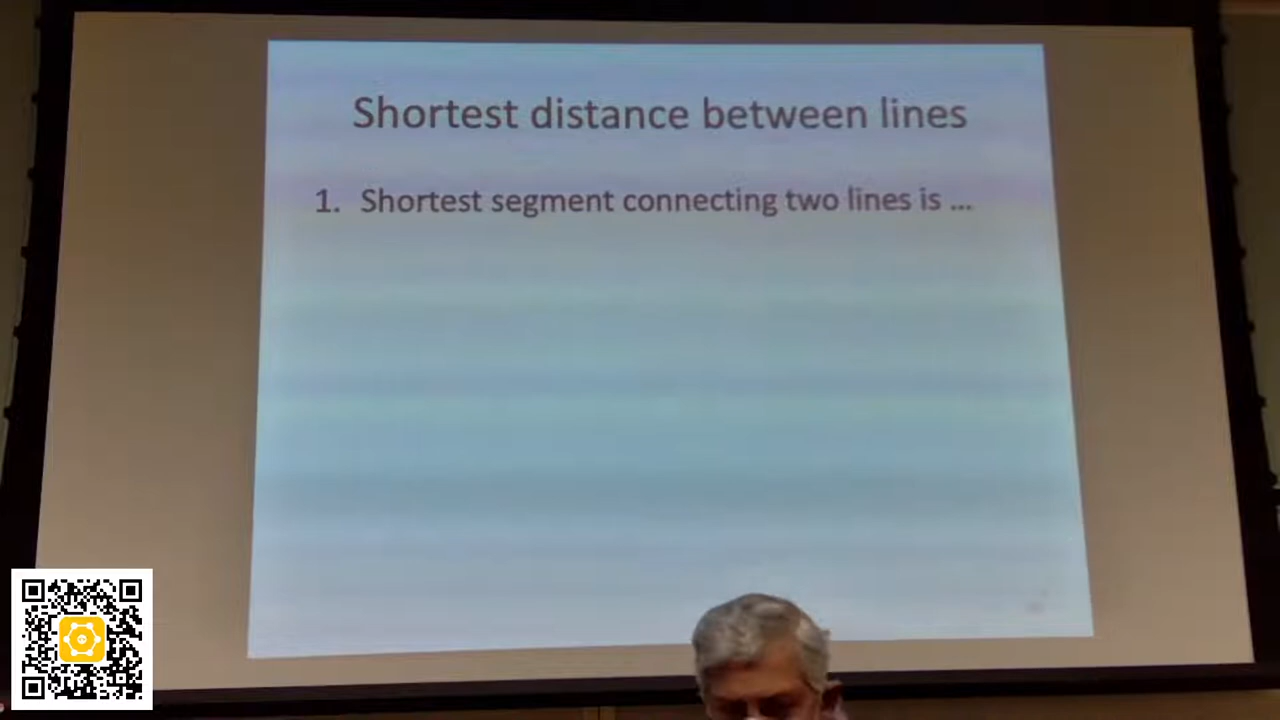 Shortest distance between lines
1. Shortest segment connecting two lines is ...